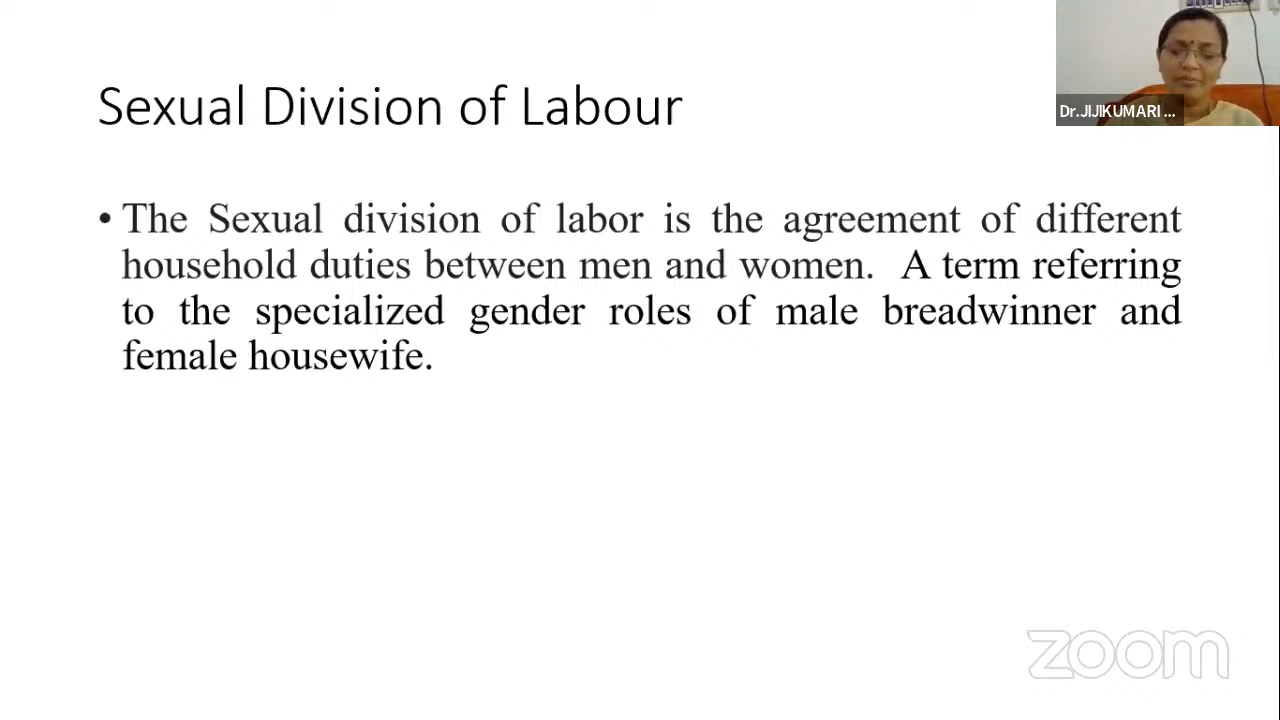 Sexual Division of Labour
Dr.JIJIKUMARI ...
• The Sexual division of labor is the agreement of different
household duties between men and women. A term referring
to the specialized gender roles of male breadwinner and
female housewife.
zoom